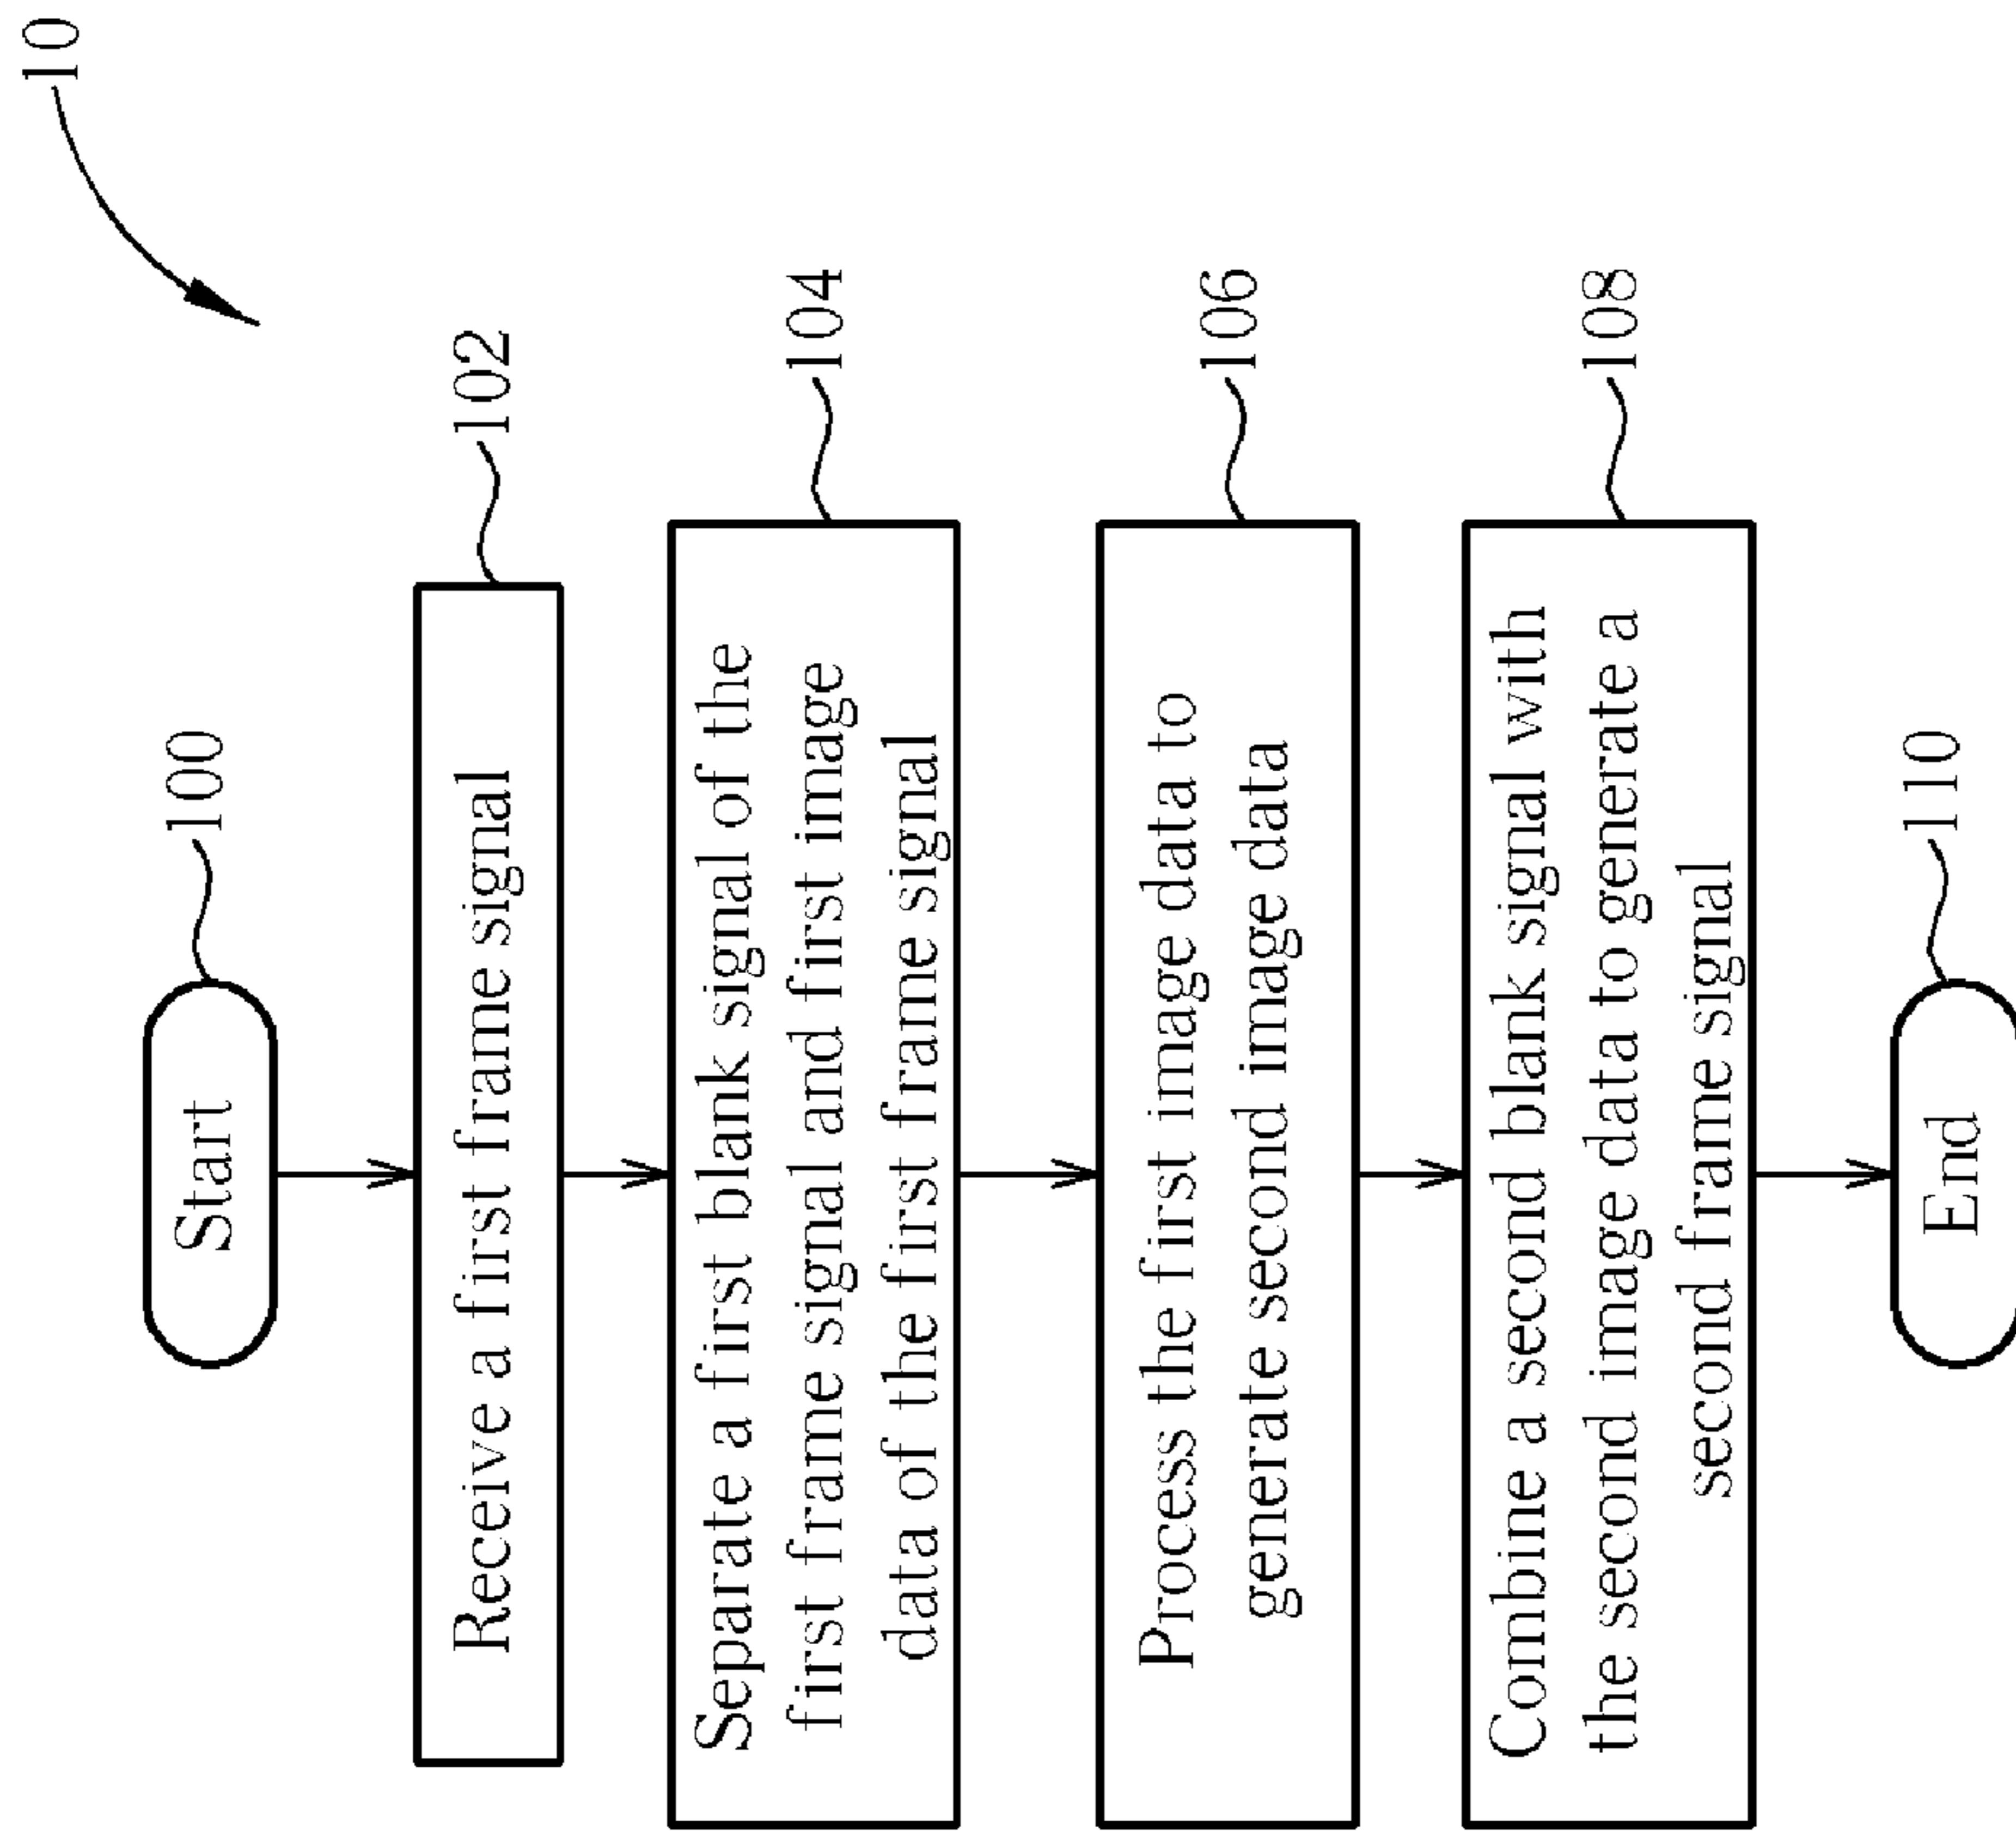 10
Start
100
Receive a first frame signal
102
Separate a first blank signal of the
first frame signal and first image
data of the first frame signal
104
Process the first image data to
generate second image data
106
Combine a second blank signal with
the second image data to generate a
second frame signal
108
End
110